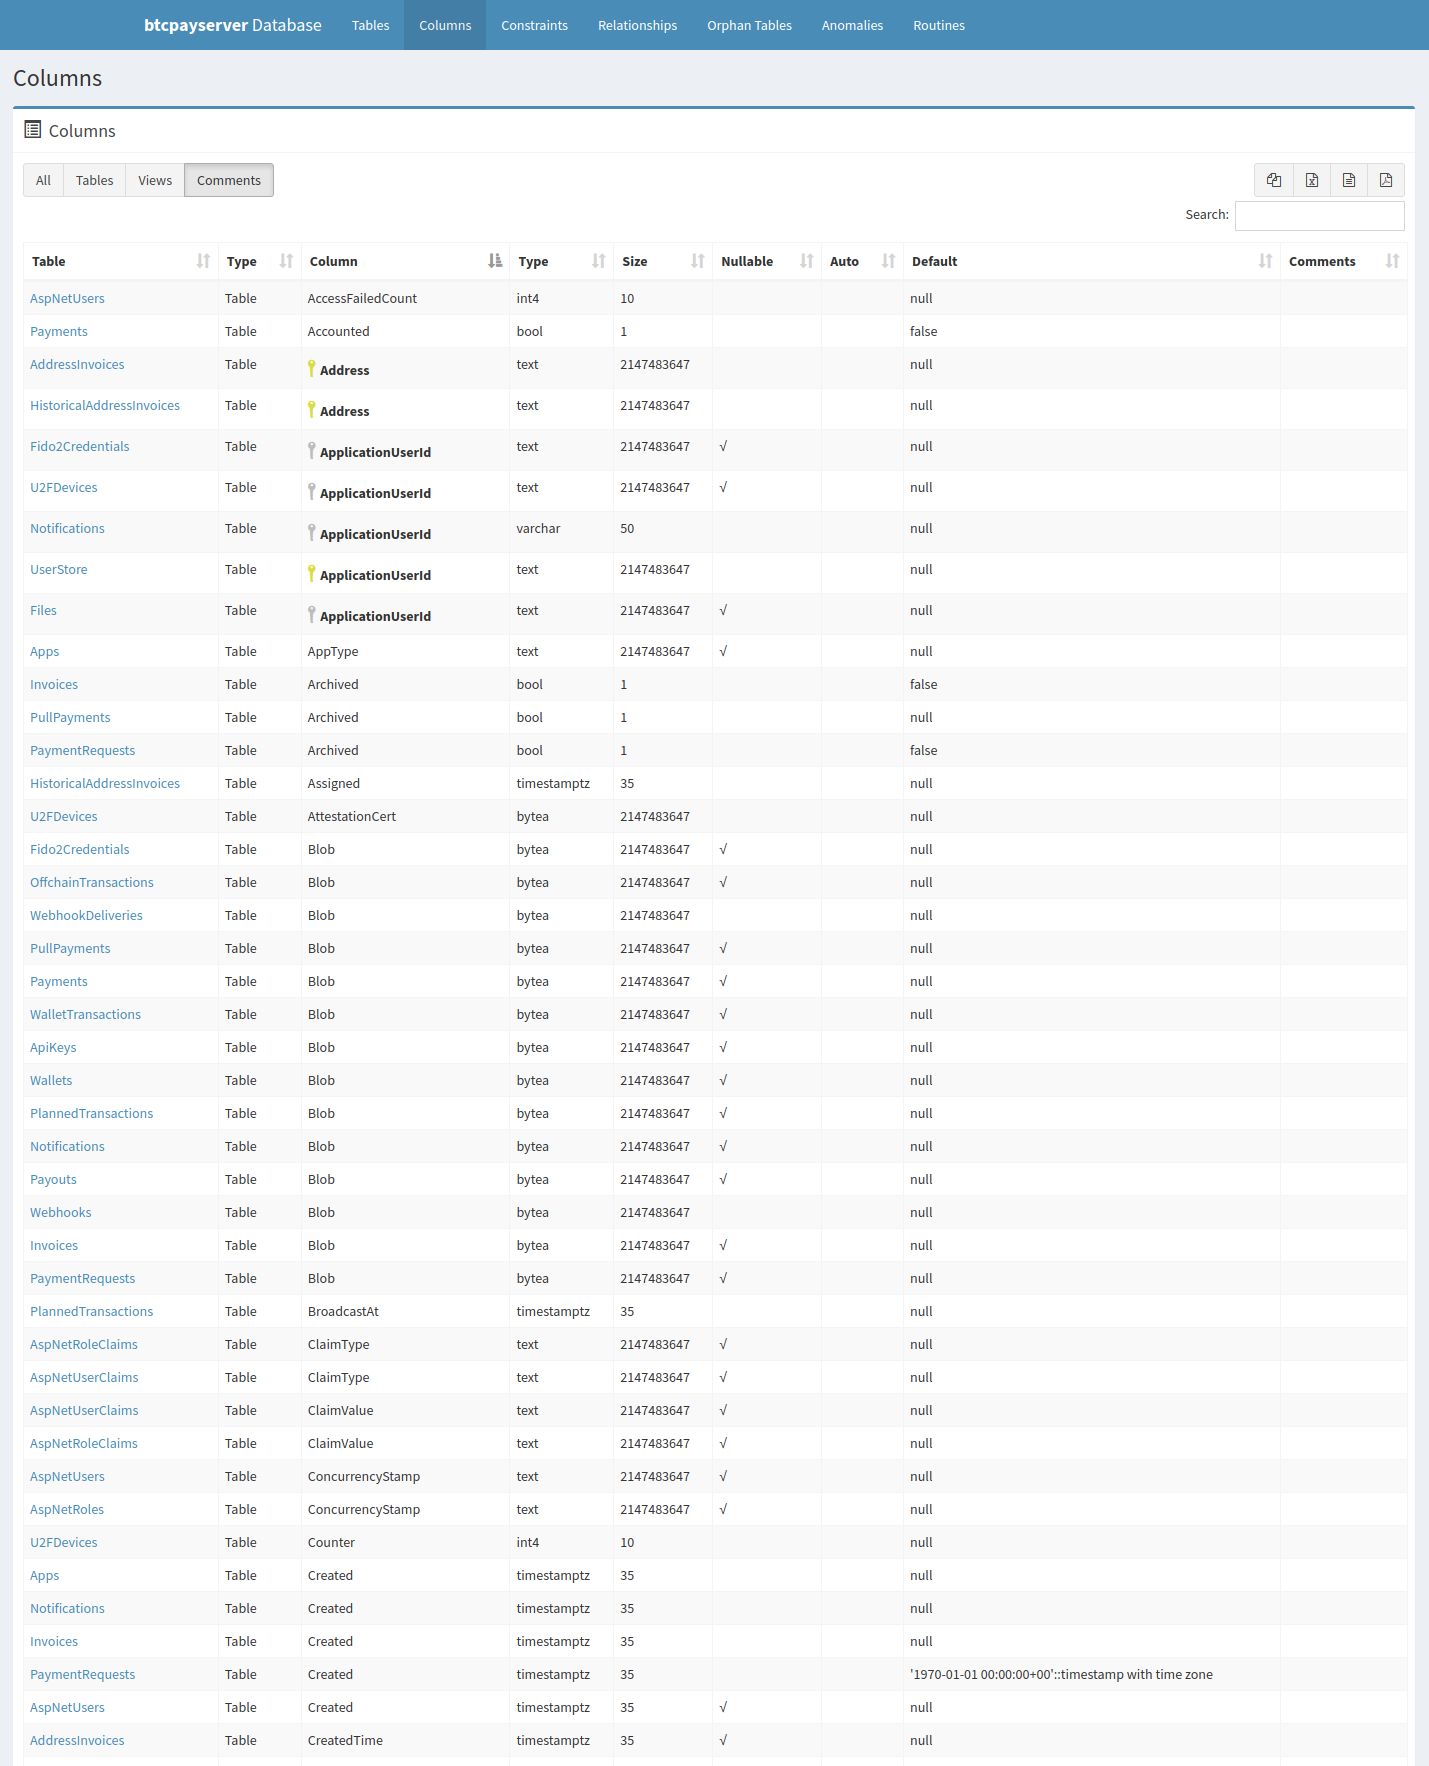 btcpayserver Database Tables Columns Constraints Relationships Orphan Tables Anomalies Routines
Columns
Columns
All Tables Views Comments
Search:
Table Type Column Type Size Nullable Auto Default Comments
AspNetUsers Table AccessFailedCount int4 10 null
Payments Table Accounted bool 1 false
AddressInvoices Table Address text 2147483647 null
HistoricalAddressInvoices Table Address text 2147483647 null
Fido2Credentials Table ApplicationUserId text 2147483647 √ null
U2FDevices Table ApplicationUserId text 2147483647 √ null
Notifications Table ApplicationUserId varchar 50 null
UserStore Table ApplicationUserId text 2147483647 null
Files Table ApplicationUserId text 2147483647 √ null
Apps Table AppType text 2147483647 √ null
Invoices Table Archived bool 1 false
PullPayments Table Archived bool 1 null
PaymentRequests Table Archived bool 1 false
HistoricalAddressInvoices Table Assigned timestamptz 35 null
U2FDevices Table AttestationCert bytea 2147483647 null
Fido2Credentials Table Blob bytea 2147483647 √ null
OffchainTransactions Table Blob bytea 2147483647 √ null
WebhookDeliveries Table Blob bytea 2147483647 null
PullPayments Table Blob bytea 2147483647 √ null
Payments Table Blob bytea 2147483647 √ null
WalletTransactions Table Blob bytea 2147483647 √ null
ApiKeys Table Blob bytea 2147483647 √ null
Wallets Table Blob bytea 2147483647 √ null
PlannedTransactions Table Blob bytea 2147483647 √ null
Notifications Table Blob bytea 2147483647 √ null
Payouts Table Blob bytea 2147483647 √ null
Webhooks Table Blob bytea 2147483647 null
Invoices Table Blob bytea 2147483647 √ null
PaymentRequests Table Blob bytea 2147483647 √ null
PlannedTransactions Table BroadcastAt timestamptz 35 null
AspNetRoleClaims Table ClaimType text 2147483647 √ null
AspNetUserClaims Table ClaimType text 2147483647 √ null
AspNetUserClaims Table ClaimValue text 2147483647 √ null
AspNetRoleClaims Table ClaimValue text 2147483647 √ null
AspNetUsers Table ConcurrencyStamp text 2147483647 √ null
AspNetRoles Table ConcurrencyStamp text 2147483647 √ null
U2FDevices Table Counter int4 10 null
Apps Table Created timestamptz 35 null
Notifications Table Created timestamptz 35 null
Invoices Table Created timestamptz 35 null
PaymentRequests Table Created timestamptz 35 '1970-01-01 00:00:00+00'::timestamp with time zone
AspNetUsers Table Created timestamptz 35 √ null
AddressInvoices Table CreatedTime timestamptz 35 √ null